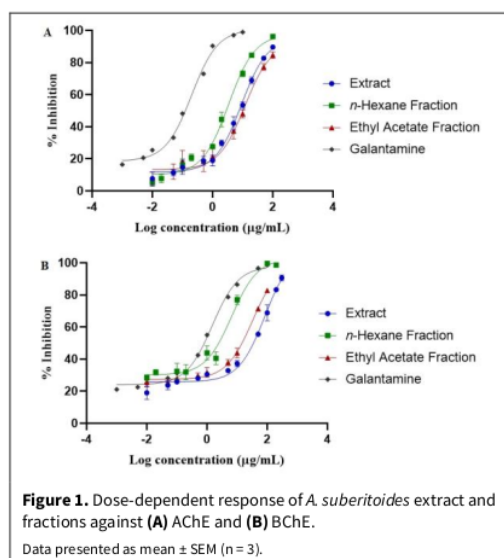 A
100
80
60
40
20
0
% Inhibition
-4
-2
0
2
4
Log concentration (µg/mL)
Extract
n-Hexane Fraction
Ethyl Acetate Fraction
Galantamine
B
100
80
60
40
20
0
% Inhibition
-4
-2
0
2
4
Log concentration (µg/mL)
Extract
n-Hexane Fraction
Ethyl Acetate Fraction
Galantamine
Figure 1. Dose-dependent response of A. suberitoides extract and
fractions against (A) AChE and (B) BChE.
Data presented as mean ± SEM (n = 3).